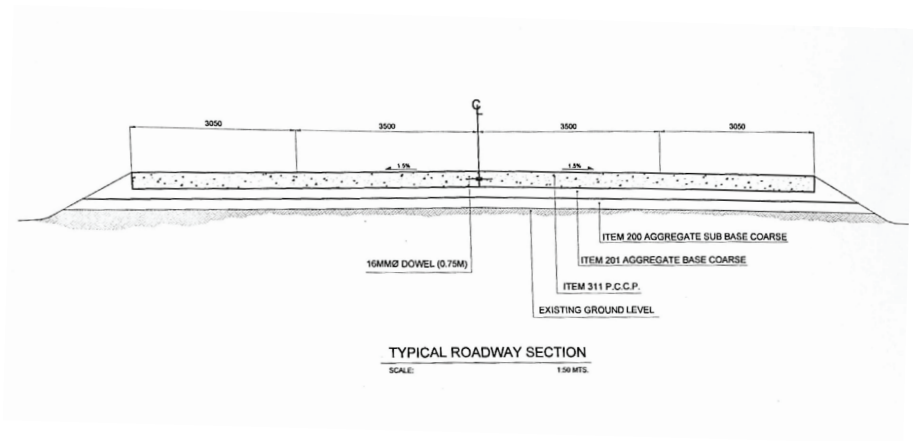 ℄
3050 3500 3500 3050
1.5% 1.5%
ITEM 200 AGGREGATE SUB BASE COARSE
ITEM 201 AGGREGATE BASE COARSE
16MMØ DOWEL (0.75M)
ITEM 311 P.C.C.P.
EXISTING GROUND LEVEL
TYPICAL ROADWAY SECTION
SCALE: 1:50 MTS.